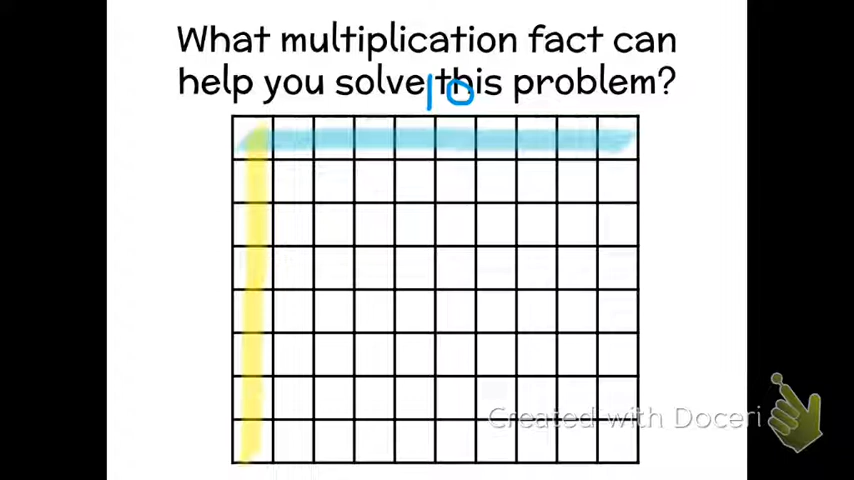 What multiplication fact can
help you solve this problem?
10
Created with Doceri